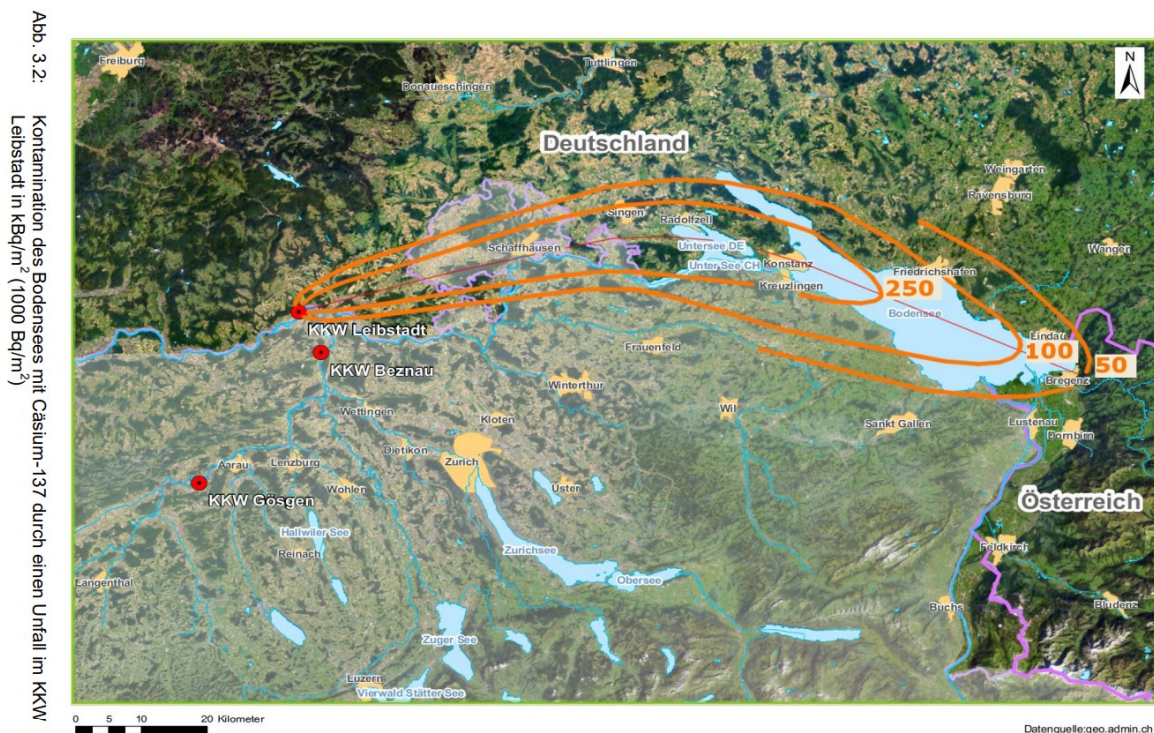 Abb. 3.2: Kontamination des Bodensees mit Cäsium-137 durch einen Unfall im KKW
Leibstadt in kBq/m² (1000 Bq/m²)
Freiburg
Tuttlingen
Donaueschingen
N
Deutschland
Weingarten
Ravensburg
Singen
Radolfzell
Schaffhausen
Untersee DE
Wangen
Unter See CH
Konstanz
Friedrichshafen
Kreuzlingen
250
Bodensee
KKW Leibstadt
Lindau
Frauenfeld
100
KKW Beznau
50
Bregenz
Winterthur
Wettingen
Wil
Kloten
Sankt Gallen
Lustenau
Dornbirn
Dietikon
Zurich
Aarau
Lenzburg
Wohlen
Uster
KKW Gösgen
Österreich
Hallwiler See
Reinach
Zurichsee
Feldkirch
Langenthal
Obersee
Buchs
Bludenz
Zuger See
Luzern
Vierwald Stätter See
0 5 10 20 Kilometer
Datenquelle:geo.admin.ch